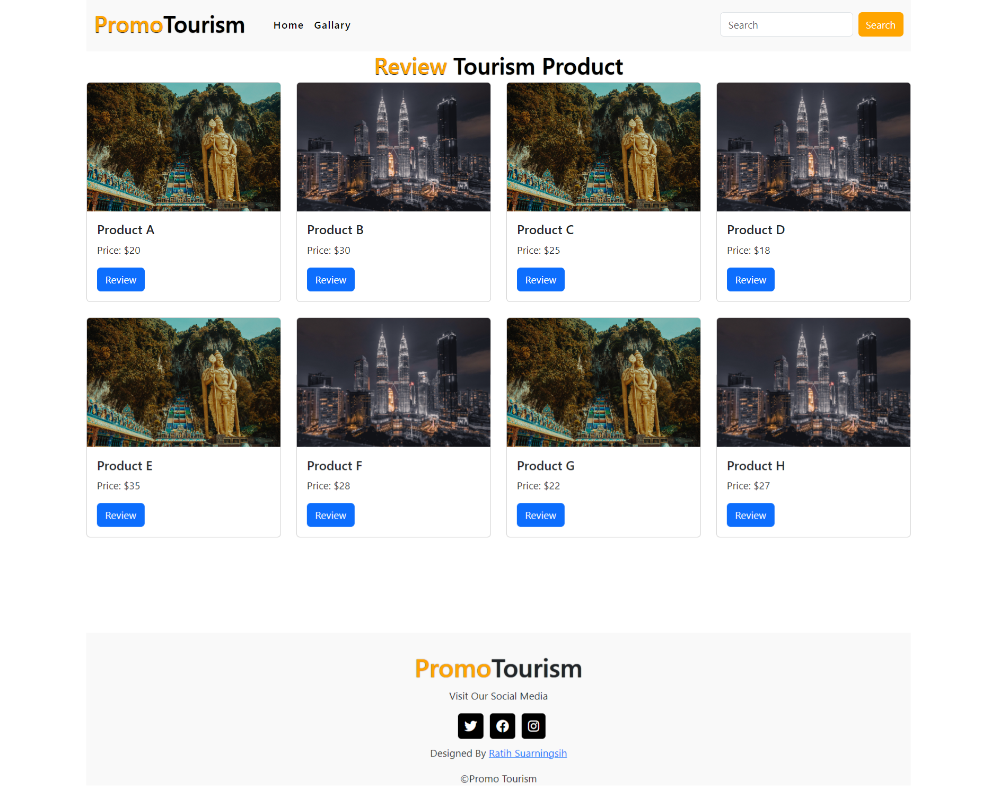 PromoTourism Home Gallary Search Search
Review Tourism Product
Product A
Price: $20
Review
Product B
Price: $30
Review
Product C
Price: $25
Review
Product D
Price: $18
Review
Product E
Price: $35
Review
Product F
Price: $28
Review
Product G
Price: $22
Review
Product H
Price: $27
Review
PromoTourism
Visit Our Social Media
Designed By Ratih Suarningsih
©Promo Tourism